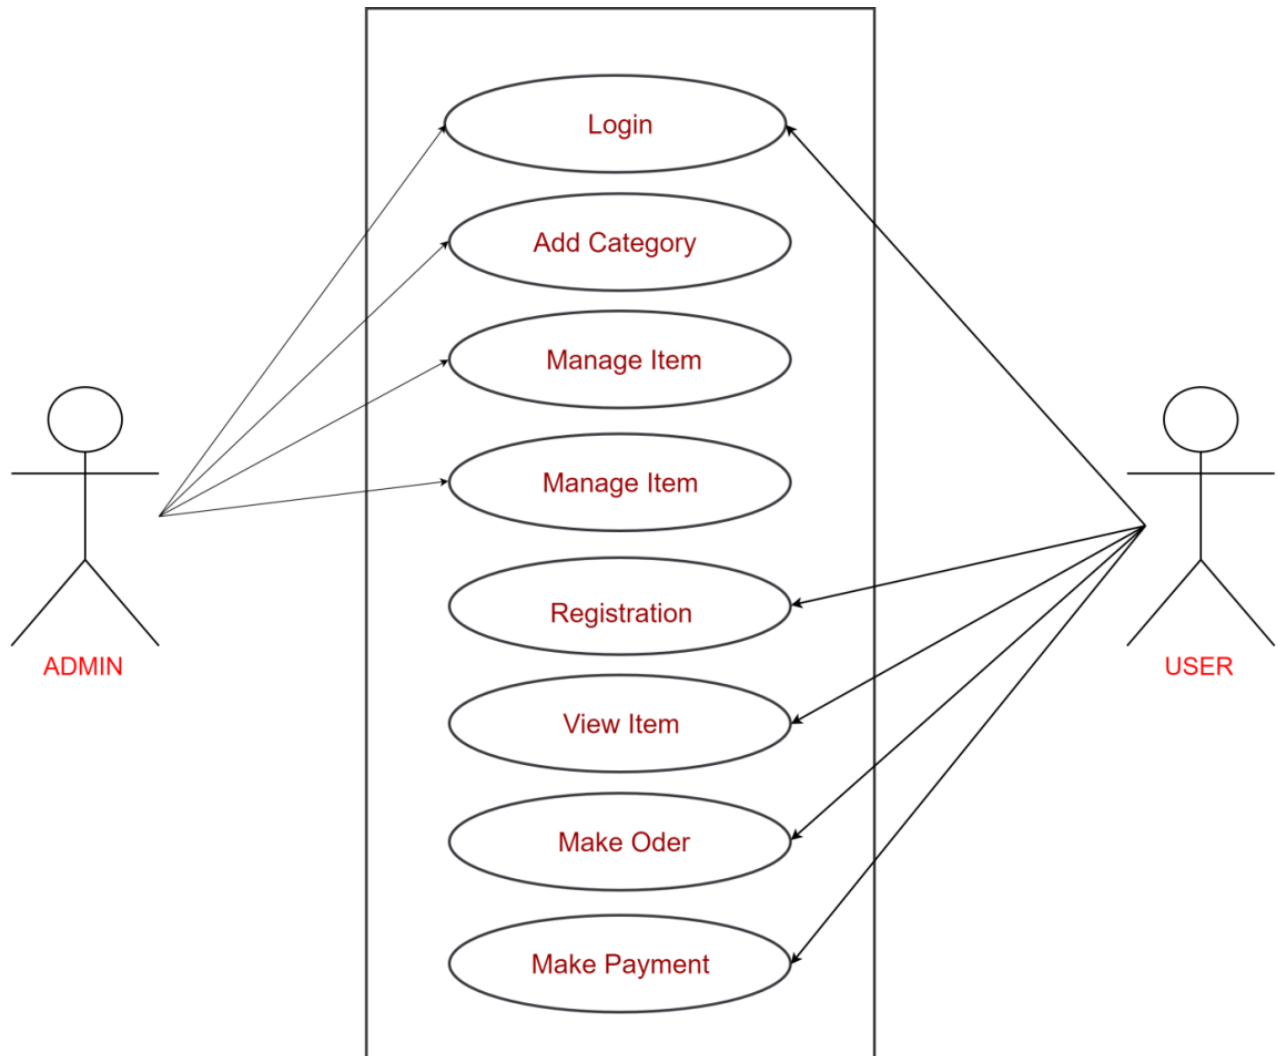 Login
Add Category
Manage Item
Manage Item
Registration
View Item
Make Oder
Make Payment
ADMIN
USER